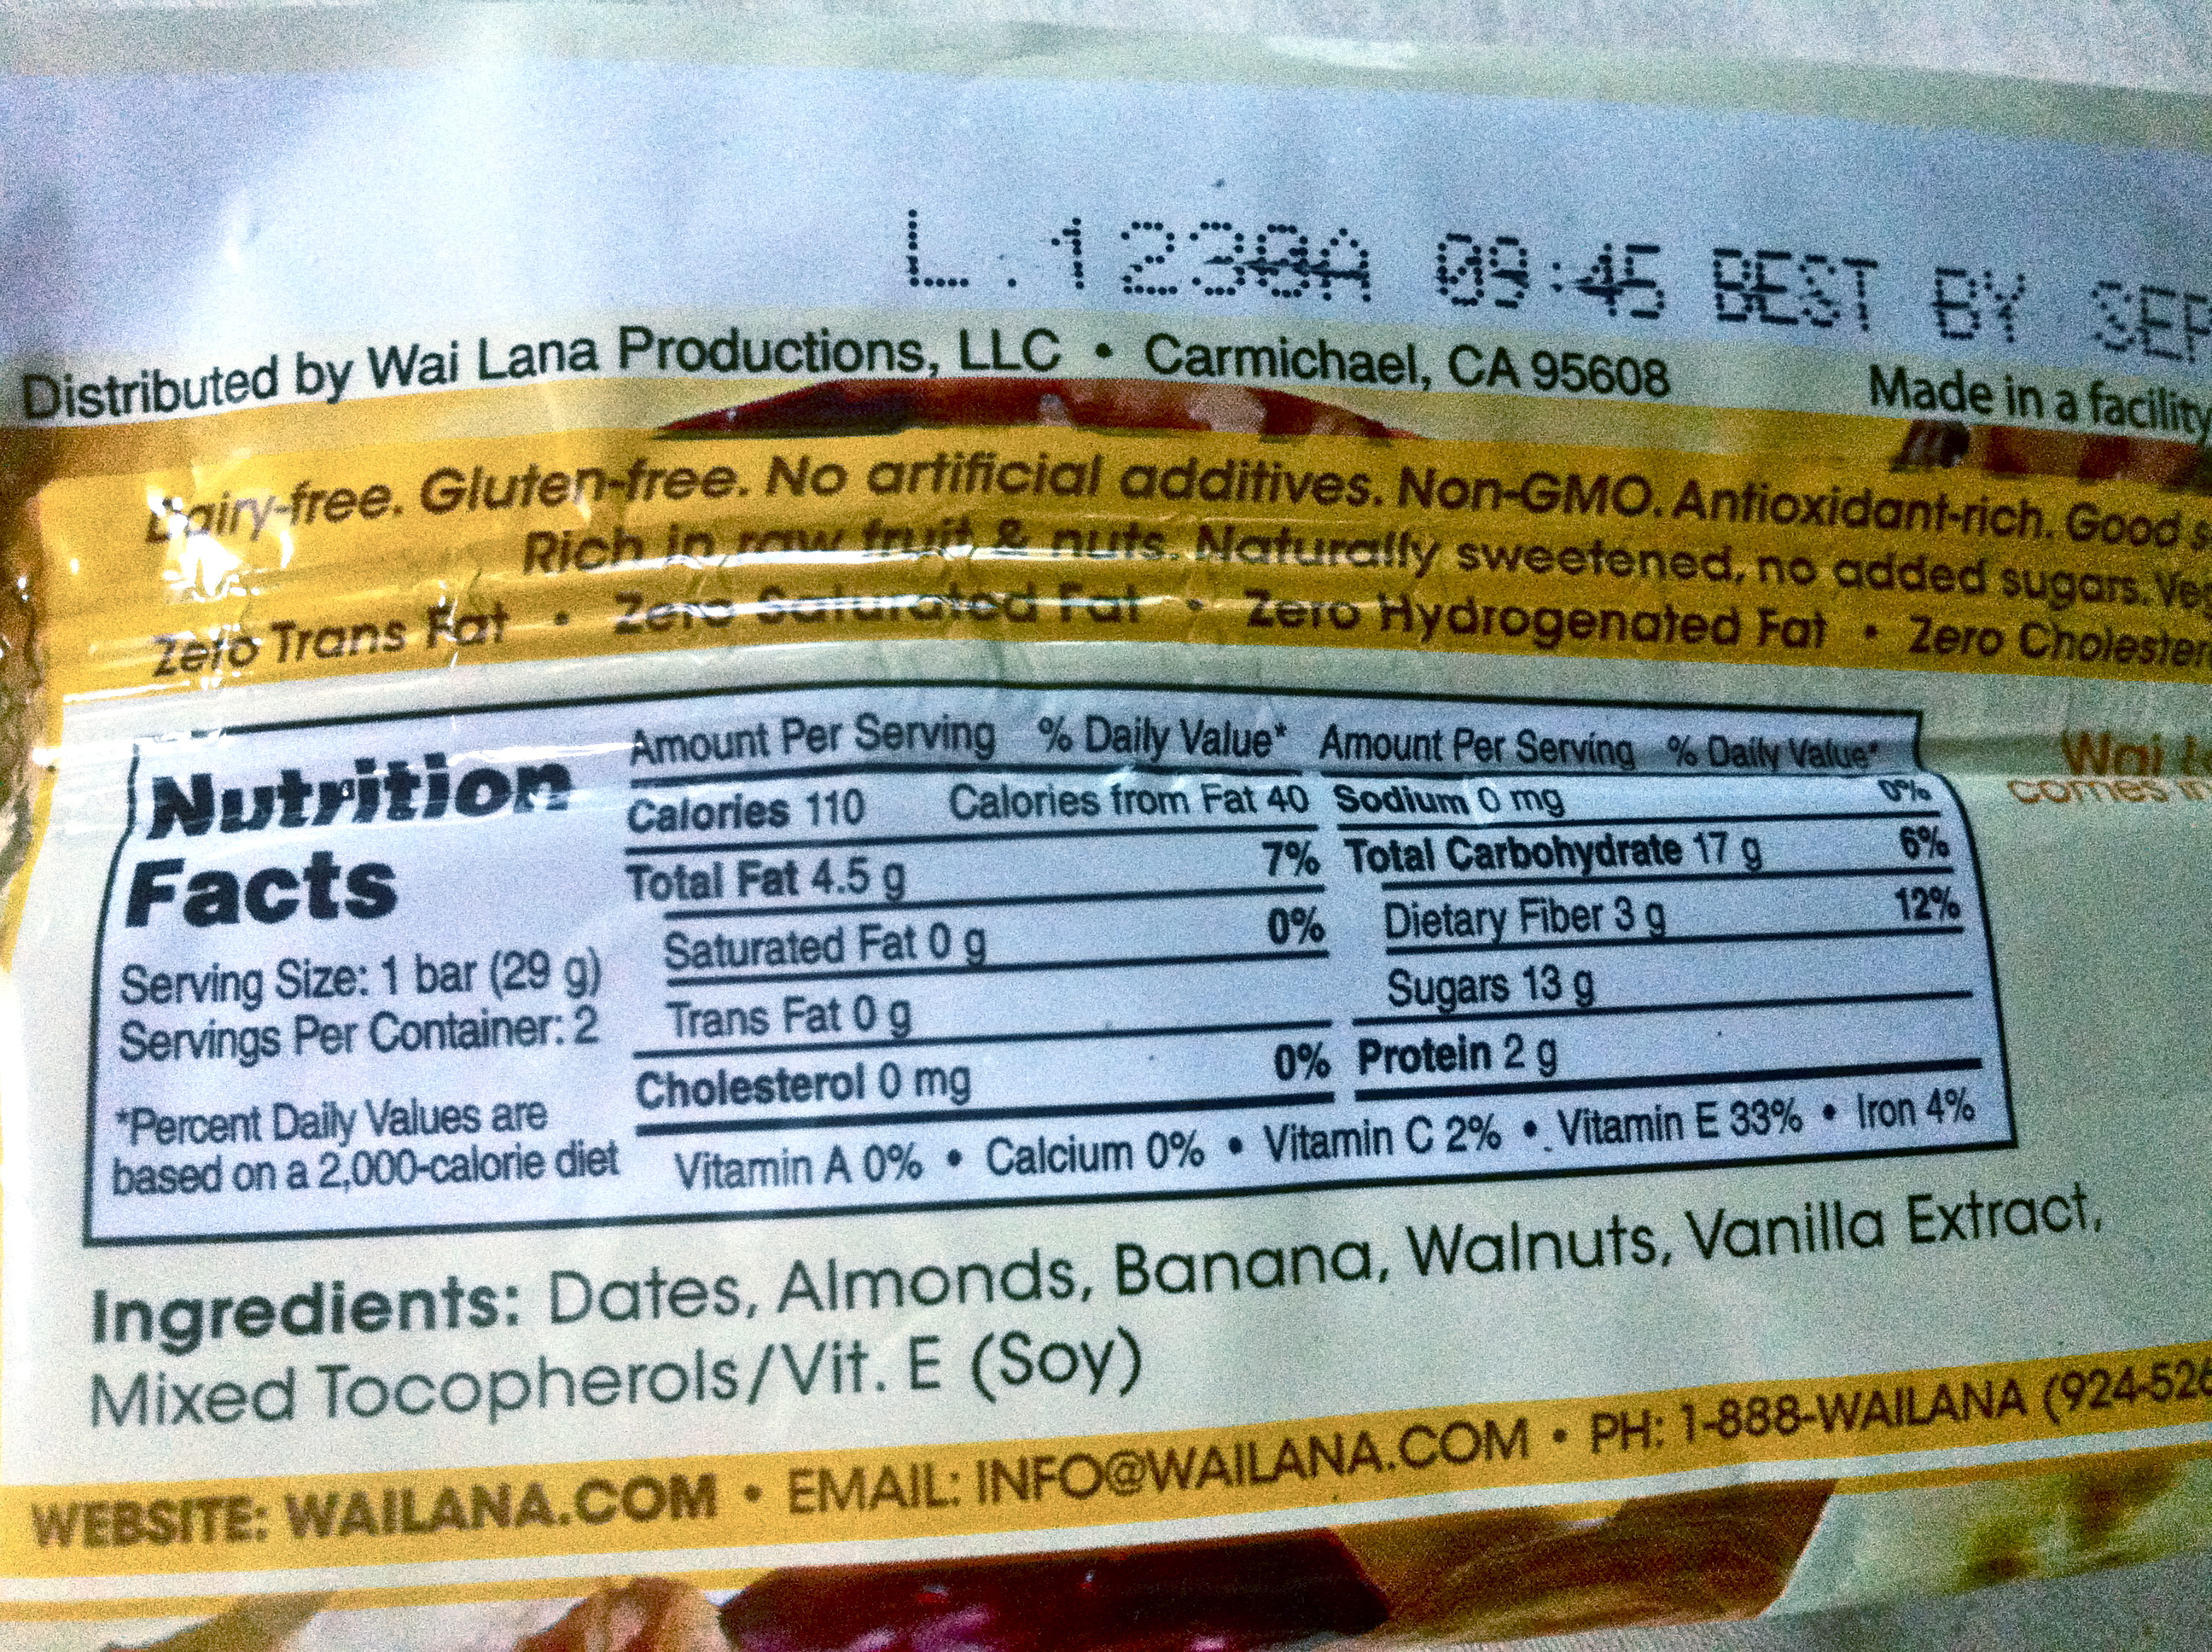 L.1238A 09:45 BEST BY SEP
Distributed by Wai Lana Productions, LLC • Carmichael, CA 95608
Made in a facility
Dairy-free. Gluten-free. No artificial additives. Non-GMO. Antioxidant-rich. Good
Rich in raw fruit & nuts. Naturally sweetened, no added sugars.
Zero Trans Fat • Zero Saturated Fat • Zero Hydrogenated Fat • Zero Cholester
Nutrition
Facts
Serving Size: 1 bar (29 g)
Servings Per Container: 2
*Percent Daily Values are
based on a 2,000-calorie diet
Amount Per Serving % Daily Value*
Calories 110 Calories from Fat 40
Total Fat 4.5 g 7%
Saturated Fat 0 g 0%
Trans Fat 0 g
Cholesterol 0 mg 0%
Amount Per Serving % Daily Value*
Sodium 0 mg 0%
Total Carbohydrate 17 g 6%
Dietary Fiber 3 g 12%
Sugars 13 g
Protein 2 g
Vitamin A 0% • Calcium 0% • Vitamin C 2% • Vitamin E 33% • Iron 4%
Wai
comes
Ingredients: Dates, Almonds, Banana, Walnuts, Vanilla Extract,
Mixed Tocopherols/Vit. E (Soy)
WEBSITE: WAILANA.COM • EMAIL: INFO@WAILANA.COM • PH: 1-888-WAILANA (924-526